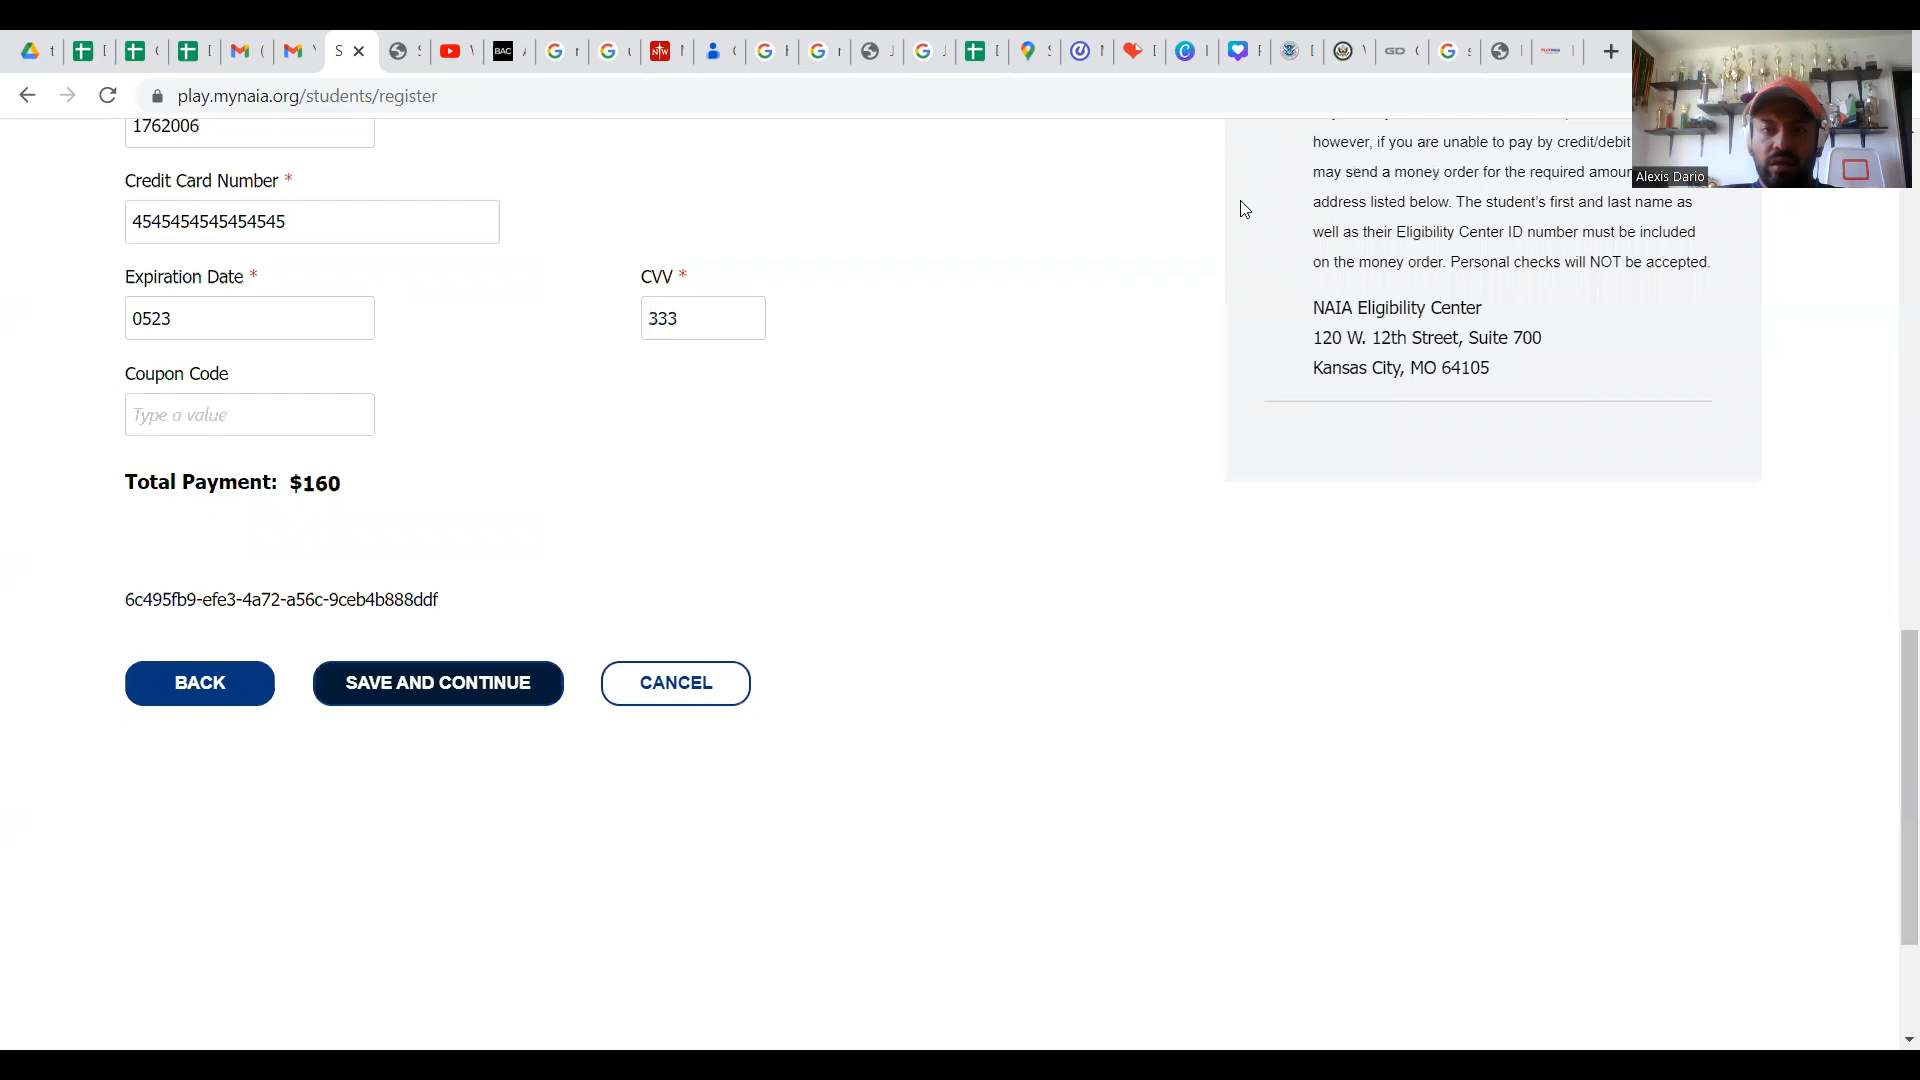 S
BAC
NW
GD
play.mynaia.org/students/register
1762006
Credit Card Number *
4545454545454545
Expiration Date *
CVV *
0523
333
Coupon Code
Type a value
Total Payment: $160
6c495fb9-efe3-4a72-a56c-9ceb4b888ddf
BACK
SAVE AND CONTINUE
CANCEL
however, if you are unable to pay by credit/debit
may send a money order for the required
address listed below. The student's first and last name as
well as their Eligibility Center ID number must be included
on the money order. Personal checks will NOT be accepted.
NAIA Eligibility Center
120 W. 12th Street, Suite 700
Kansas City, MO 64105
Alexis Dario